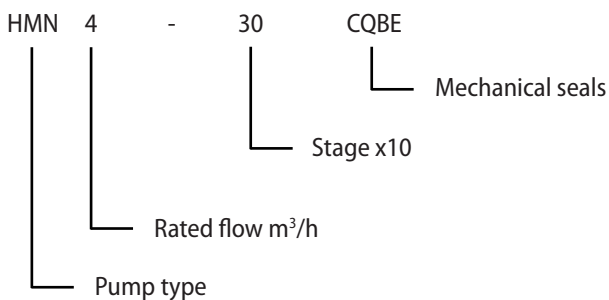 HMN 4 - 30 CQBE
Mechanical seals
Stage x10
Rated flow m³/h
Pump type